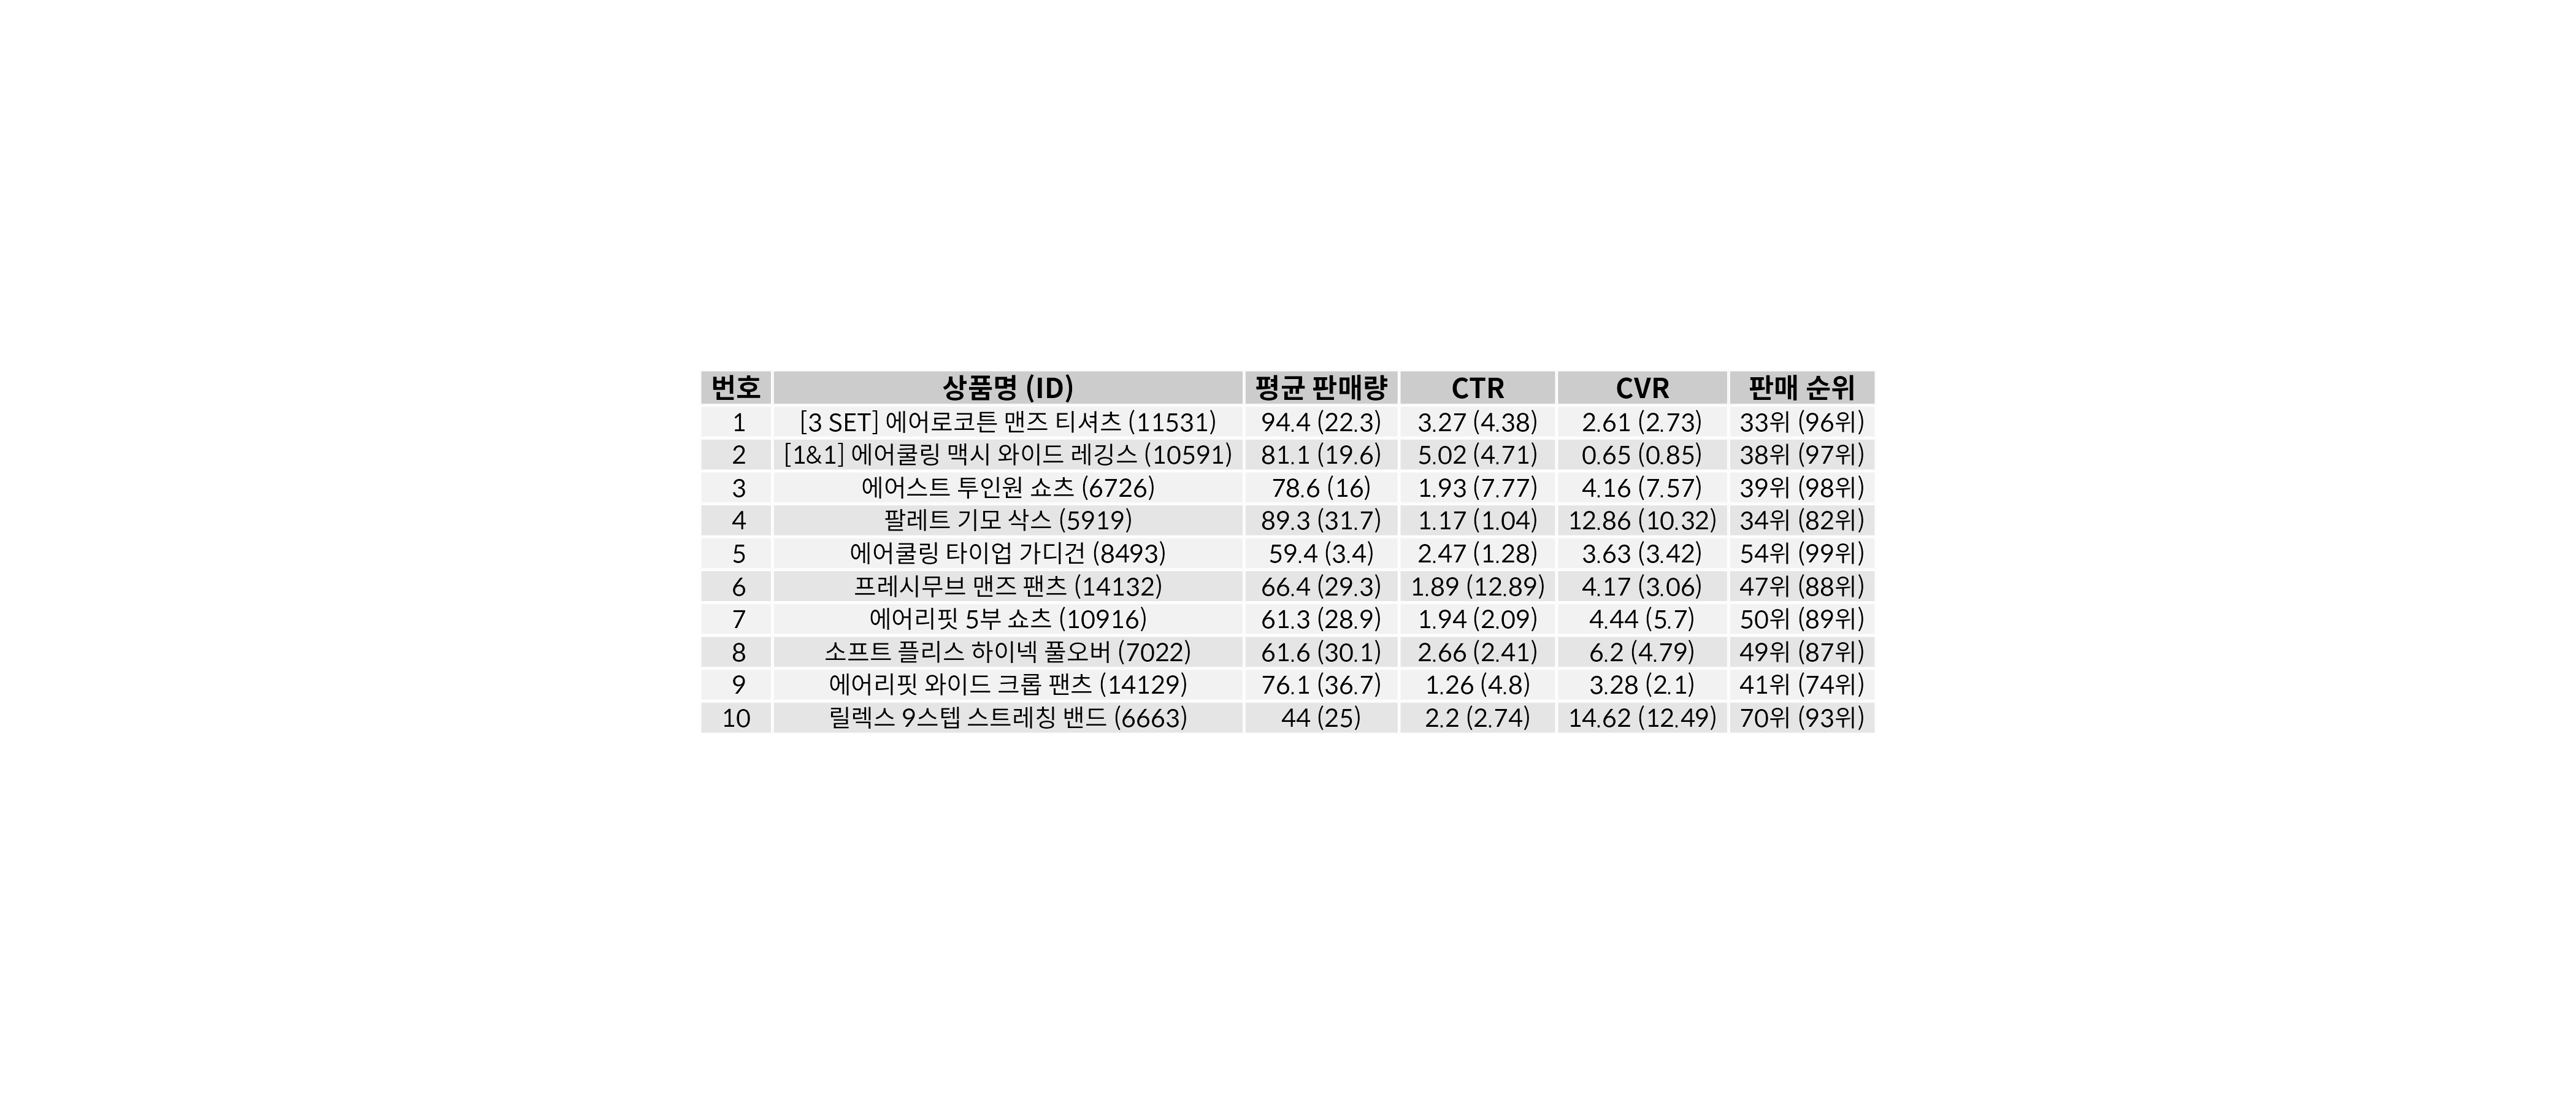 번호 상품명 (ID) 평균 판매량 CTR CVR 판매 순위
1 [3 SET] 에어로코튼 맨즈 티셔츠 (11531) 94.4 (22.3) 3.27 (4.38) 2.61 (2.73) 33위 (96위)
2 [1&1] 에어쿨링 맥시 와이드 레깅스 (10591) 81.1 (19.6) 5.02 (4.71) 0.65 (0.85) 38위 (97위)
3 에어스트 투인원 쇼츠 (6726) 78.6 (16) 1.93 (7.77) 4.16 (7.57) 39위 (98위)
4 팔레트 기모 삭스 (5919) 89.3 (31.7) 1.17 (1.04) 12.86 (10.32) 34위 (82위)
5 에어쿨링 타이업 가디건 (8493) 59.4 (3.4) 2.47 (1.28) 3.63 (3.42) 54위 (99위)
6 프레시무브 맨즈 팬츠 (14132) 66.4 (29.3) 1.89 (12.89) 4.17 (3.06) 47위 (88위)
7 에어리핏 5부 쇼츠 (10916) 61.3 (28.9) 1.94 (2.09) 4.44 (5.7) 50위 (89위)
8 소프트 플리스 하이넥 풀오버 (7022) 61.6 (30.1) 2.66 (2.41) 6.2 (4.79) 49위 (87위)
9 에어리핏 와이드 크롭 팬츠 (14129) 76.1 (36.7) 1.26 (4.8) 3.28 (2.1) 41위 (74위)
10 릴렉스 9스텝 스트레칭 밴드 (6663) 44 (25) 2.2 (2.74) 14.62 (12.49) 70위 (93위)